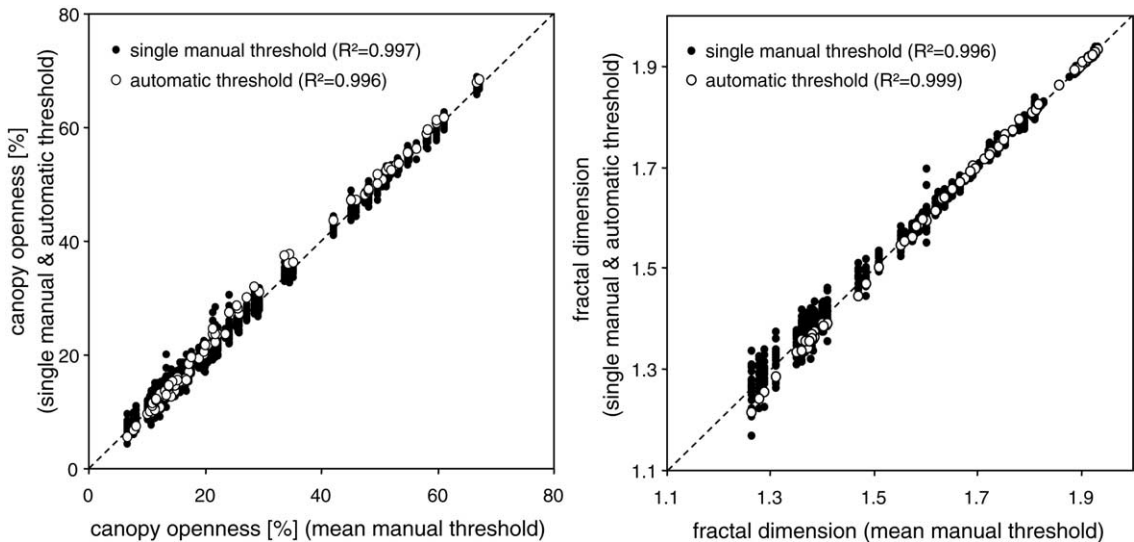 80
60
40
20
0
0
20
40
60
80
canopy openness [%]
(single manual & automatic threshold)
single manual threshold (R²=0.997)
automatic threshold (R²=0.996)
canopy openness [%] (mean manual threshold)
1.9
1.7
1.5
1.3
1.1
1.1
1.3
1.5
1.7
1.9
fractal dimension
(single manual & automatic threshold)
single manual threshold (R²=0.996)
automatic threshold (R²=0.999)
fractal dimension (mean manual threshold)